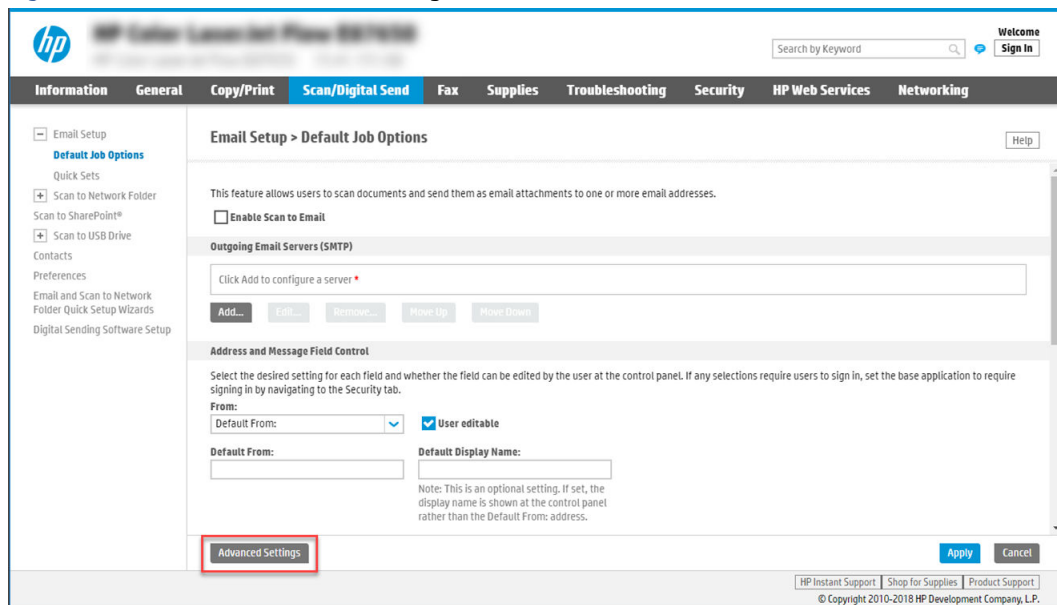 hp
Welcome
Search by Keyword
Sign In
Information General Copy/Print Scan/Digital Send Fax Supplies Troubleshooting Security HP Web Services Networking
Email Setup
Default Job Options
Quick Sets
Scan to Network Folder
Scan to SharePoint®
Scan to USB Drive
Contacts
Preferences
Email and Scan to Network
Folder Quick Setup Wizards
Digital Sending Software Setup
Email Setup > Default Job Options
Help
This feature allows users to scan documents and send them as email attachments to one or more email addresses.
Enable Scan to Email
Outgoing Email Servers (SMTP)
Click Add to configure a server *
Add... Edit... Remove... Move Up Move Down
Address and Message Field Control
Select the desired setting for each field and whether the field can be edited by the user at the control panel. If any selections require users to sign in, set the base application to require
signing in by navigating to the Security tab.
From:
Default From: User editable
Default From: Default Display Name:
Note: This is an optional setting. If set, the
display name is shown at the control panel
rather than the Default From: address.
Advanced Settings Apply Cancel
HP Instant Support Shop for Supplies Product Support
© Copyright 2010-2018 HP Development Company, L.P.